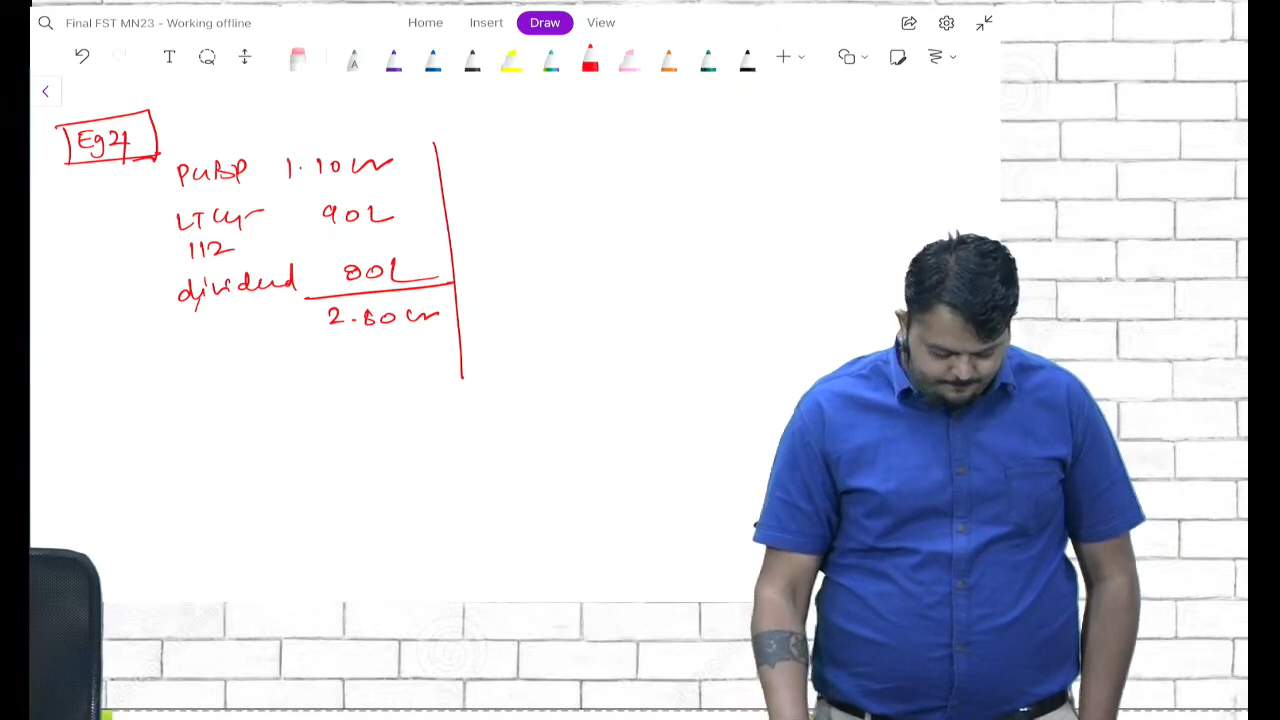 Final FST MN23 - Working offline
Home Insert Draw View
Eg 21
PUBP 1.10 cr
LTCG 90L
112
dividend 80L
2.80 cr